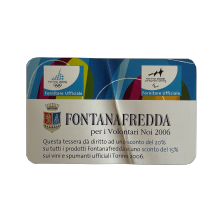 Fornitore Ufficiale
Fornitore Ufficiale
FONTANAFREDDA
per i Volontari Noi 2006
Questa tessera dà diritto ad uno sconto del 20%
su tutti i prodotti Fontanafredda e uno sconto del 15%
sui vini e spumanti ufficiali Torino 2006.